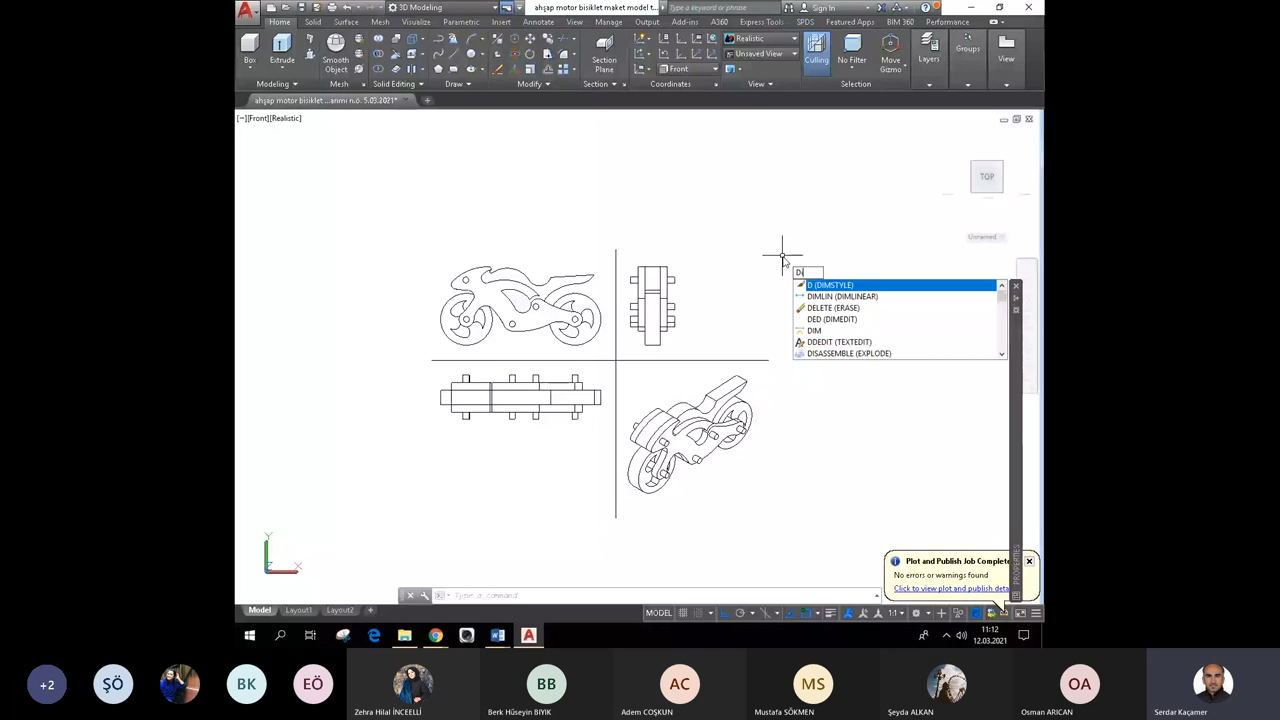 3D Modeling
ahşap motor bisiklet maket model t...
Type a keyword or phrase
Sign In
Home Solid Surface Mesh Visualize Parametric Insert Annotate View Manage Output Add-ins A360 Express Tools SPDS Featured Apps BIM 360 Performance
Box
Extrude
Smooth Object
Section Plane
Realistic
Unsaved View
Front
Culling
No Filter
Move Gizmo
Layers
Groups
View
Modeling Mesh Solid Editing Draw Modify Section Coordinates View Selection
ahşap motor bisiklet ...anmı n.ö. 5.03.2021*
[−][Front][Realistic]
TOP
Unnamed
Di
D (DIMSTYLE)
DIMLIN (DIMLINEAR)
DELETE (ERASE)
DED (DIMEDIT)
DIM
DDEDIT (TEXTEDIT)
DISASSEMBLE (EXPLODE)
PROPERTIES
Y
X
Plot and Publish Job Complete
No errors or warnings found
Click to view plot and publish deta
Type a command
Model Layout1 Layout2
MODEL
1:1
11:12
12.03.2021
+2
ŞÖ
BK
EÖ
BB
AC
MS
OA
Zehra Hilal İNCEELLİ
Berk Hüseyin BIYIK
Adem COŞKUN
Mustafa SÖKMEN
Şeyda ALKAN
Osman ARICAN
Serdar Kaçamer